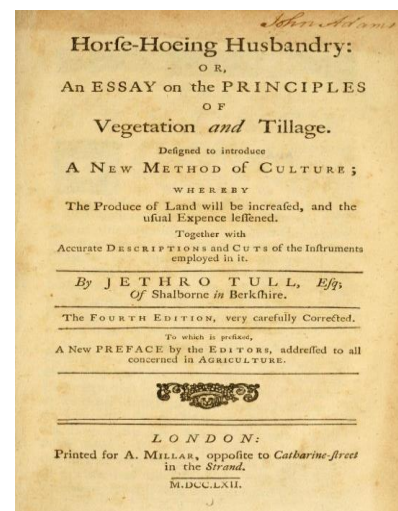 John Adams
Horſe-Hoeing Huſbandry:
OR,
An ESSAY on the PRINCIPLES
OF
Vegetation and Tillage.
Deſigned to introduce
A NEW METHOD OF CULTURE;
WHEREBY
The Produce of Land will be increaſed, and the
uſual Expence leſſened.
Together with
Accurate DESCRIPTIONS and CUTS of the Inſtruments
employed in it.
By JETHRO TULL, Eſq;
Of Shalborne in Berkſhire.
The FOURTH EDITION, very carefully Corrected.
To which is prefixed,
A New PREFACE by the EDITORS, addreſſed to all
concerned in AGRICULTURE.
LONDON:
Printed for A. MILLAR, oppoſite to Catharine-ſtreet
in the Strand.
M.DCC.LXII.